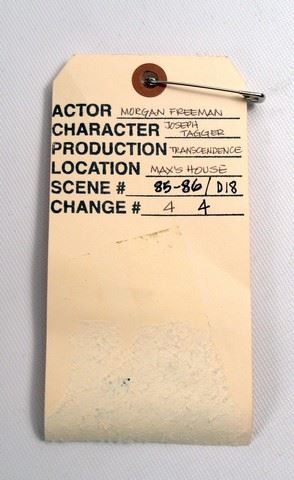 ACTOR MORGAN FREEMAN
CHARACTER JOSEPH TAGGER
PRODUCTION TRANSCENDENCE
LOCATION MAX'S HOUSE
SCENE # 85-86/D18
CHANGE # 4 4